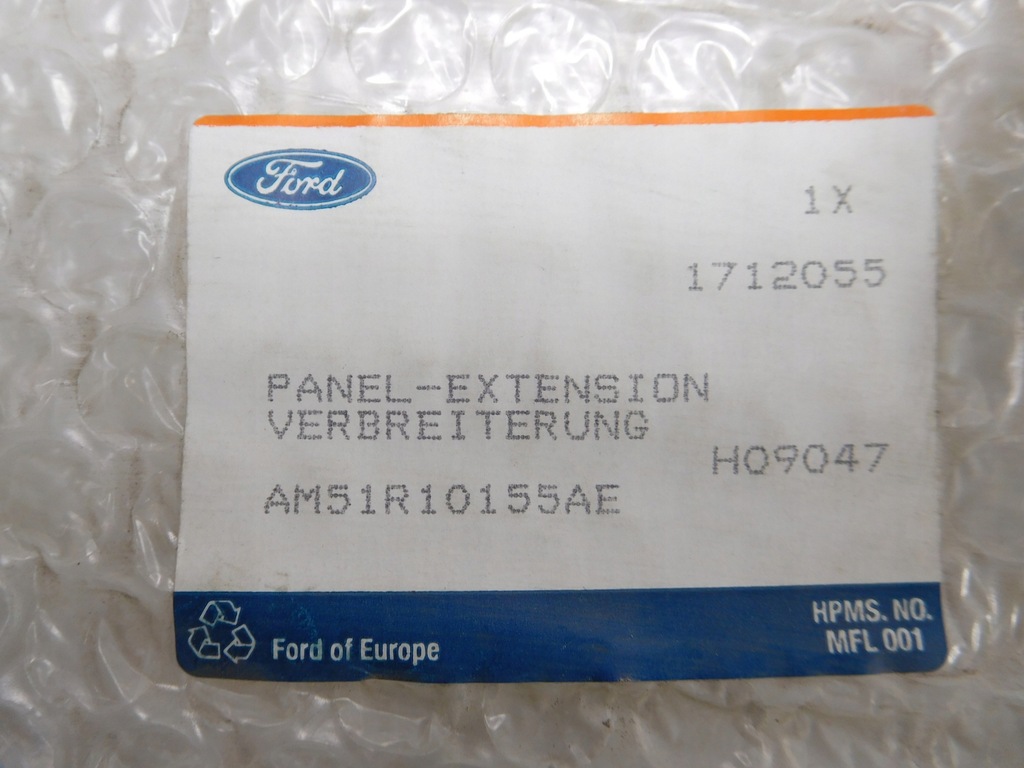 Ford
1X
1712055
PANEL-EXTENSION
VERBREITERUNG
H09047
AM51R10155AE
Ford of Europe
HPMS. NO.
MFL 001